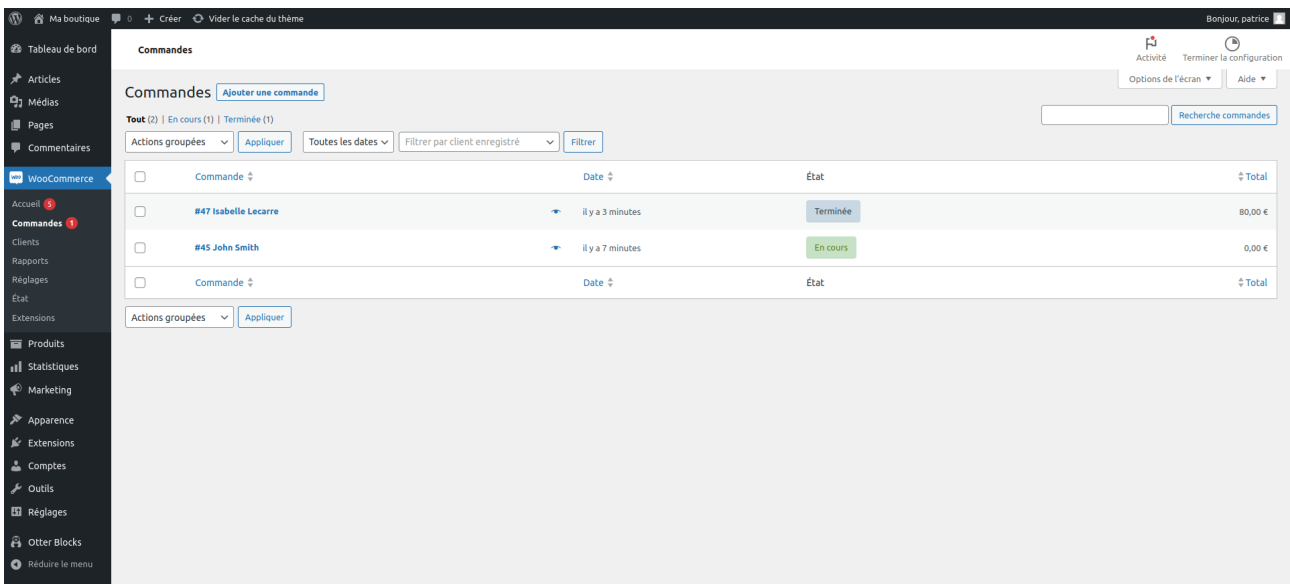 Ma boutique 0 Créer Vider le cache du thème Bonjour, patrice
Tableau de bord
Articles
Médias
Pages
Commentaires
WooCommerce
Accueil 5
Commandes 1
Clients
Rapports
Réglages
État
Extensions
Produits
Statistiques
Marketing
Apparence
Extensions
Comptes
Outils
Réglages
Otter Blocks
Réduire le menu
Commandes
Activité Terminer la configuration
Options de l'écran ▼ Aide ▼
Commandes Ajouter une commande
Tout (2) | En cours (1) | Terminée (1)
Recherche commandes
Actions groupées Appliquer Toutes les dates Filtrer par client enregistré Filtrer
Commande Date État Total
#47 Isabelle Lecarre il y a 3 minutes Terminée 80,00 €
#45 John Smith il y a 7 minutes En cours 0,00 €
Commande Date État Total
Actions groupées Appliquer